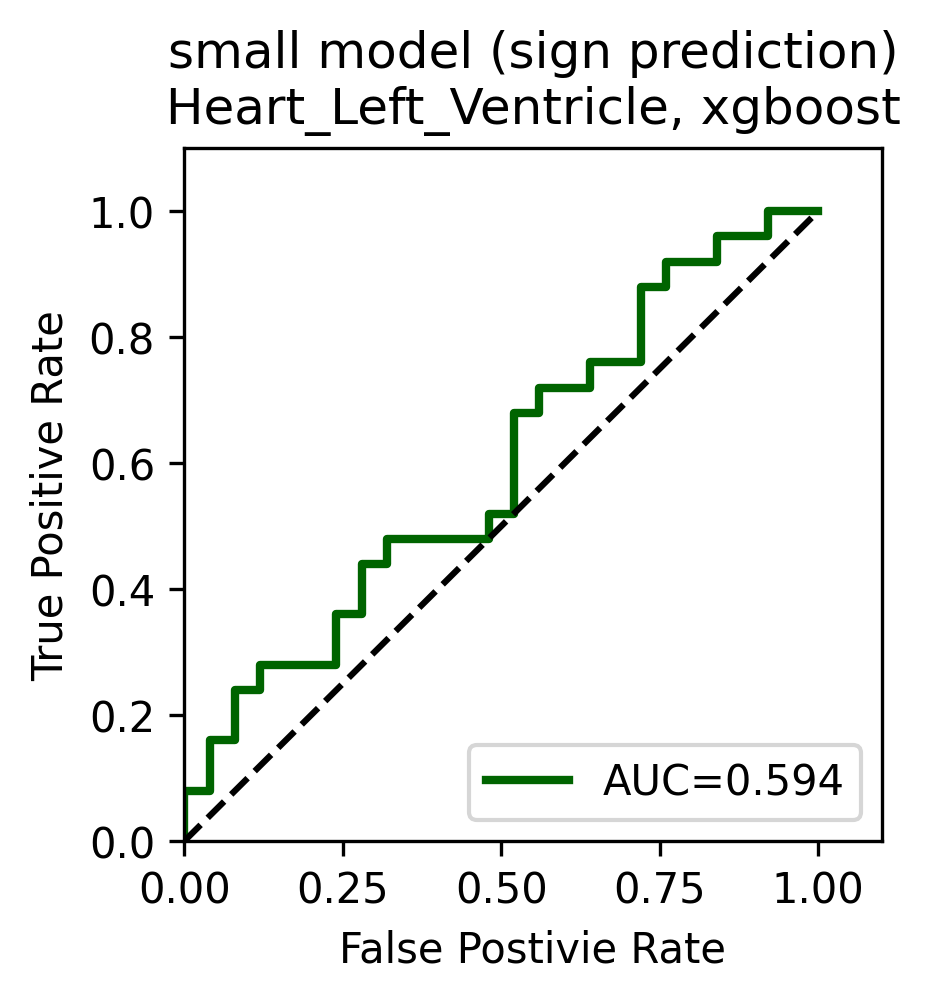 small model (sign prediction)
Heart_Left_Ventricle, xgboost
True Positive Rate
1.0
0.8
0.6
0.4
0.2
0.0
AUC=0.594
0.00 0.25 0.50 0.75 1.00
False Postivie Rate